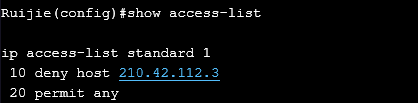 Ruijie(config)#show access-list
ip access-list standard 1
10 deny host 210.42.112.3
20 permit any